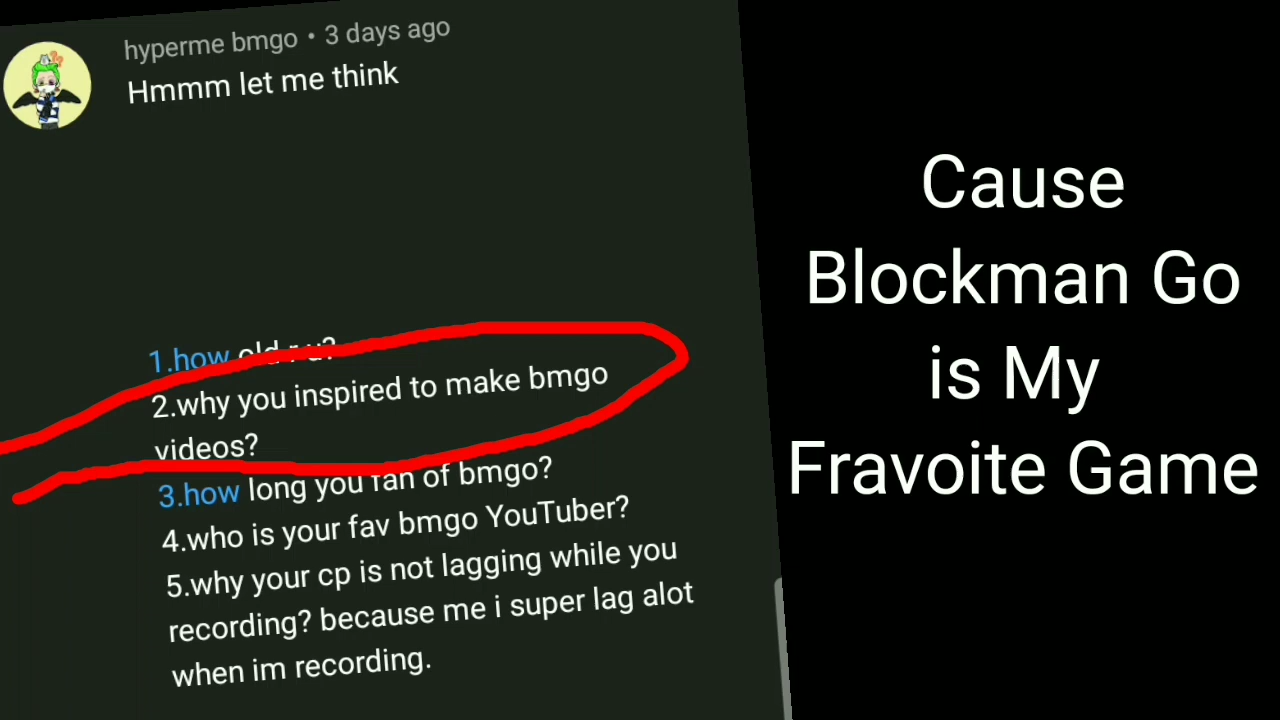 hyperme bmgo • 3 days ago
Hmmm let me think
1.how old r u?
2.why you inspired to make bmgo
videos?
3.how long you fan of bmgo?
4.who is your fav bmgo YouTuber?
5.why your cp is not lagging while you
recording? because me i super lag alot
when im recording.
Cause
Blockman Go
is My
Fravoite Game